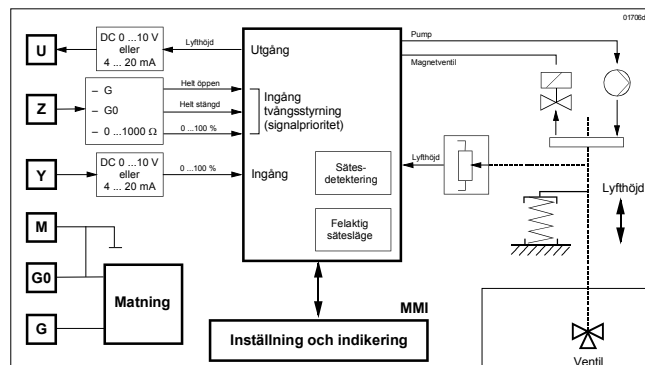 01706d
U
DC 0 ...10 V
eller
4 ... 20 mA
Lyfthöjd
Utgång
Pump
Magnetventil
Z
– G
– G0
– 0 ...1000 Ω
Helt öppen
Helt stängd
0 ...100 %
Ingång
tvångsstyrning
(signalprioritet)
Y
DC 0 ...10 V
eller
4 ... 20 mA
0 ...100 %
Ingång
Sätes-
detektering
Lyfthöjd
Lyfthöjd
Felaktig
sätesläge
M
G0
G
Matning
MMI
Inställning och indikering
Ventil